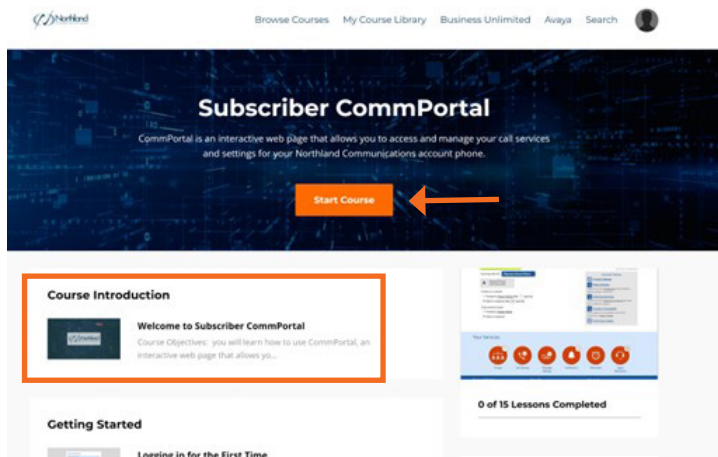 Northland
Browse Courses My Course Library Business Unlimited Avaya Search
Subscriber CommPortal
CommPortal is an interactive web page that allows you to access and manage your call services
and settings for your Northland Communications account phone.
Start Course
Course Introduction
Welcome to Subscriber CommPortal
Course Objectives: you will learn how to use CommPortal, an
interactive web page that allows yo...
Your Services
0 of 15 Lessons Completed
Getting Started
Logging in for the First Time